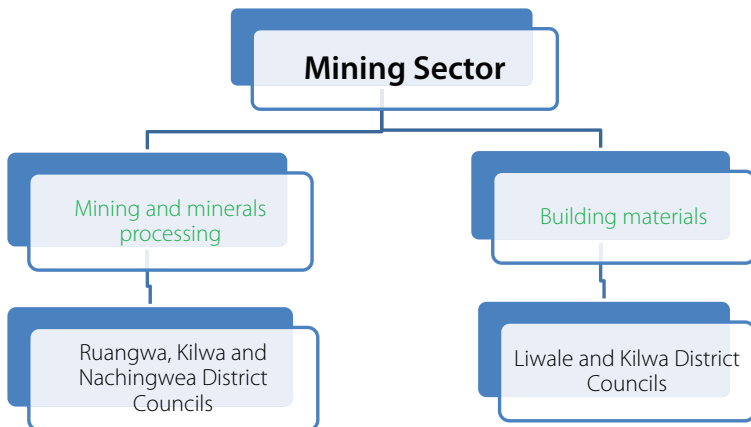 Mining Sector
Mining and minerals
processing
Building materials
Ruangwa, Kilwa and
Nachingwea District
Councils
Liwale and Kilwa District
Councils